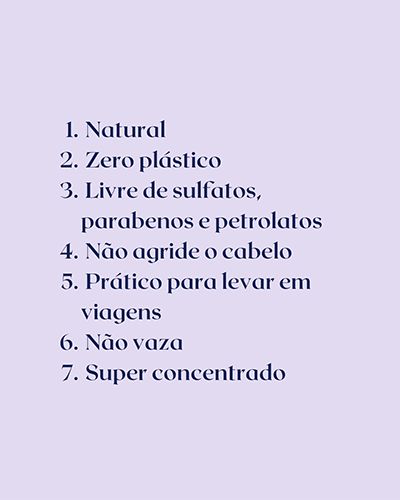 1. Natural
2. Zero plástico
3. Livre de sulfatos,
parabenos e petrolatos
4. Não agride o cabelo
5. Prático para levar em
viagens
6. Não vaza
7. Super concentrado